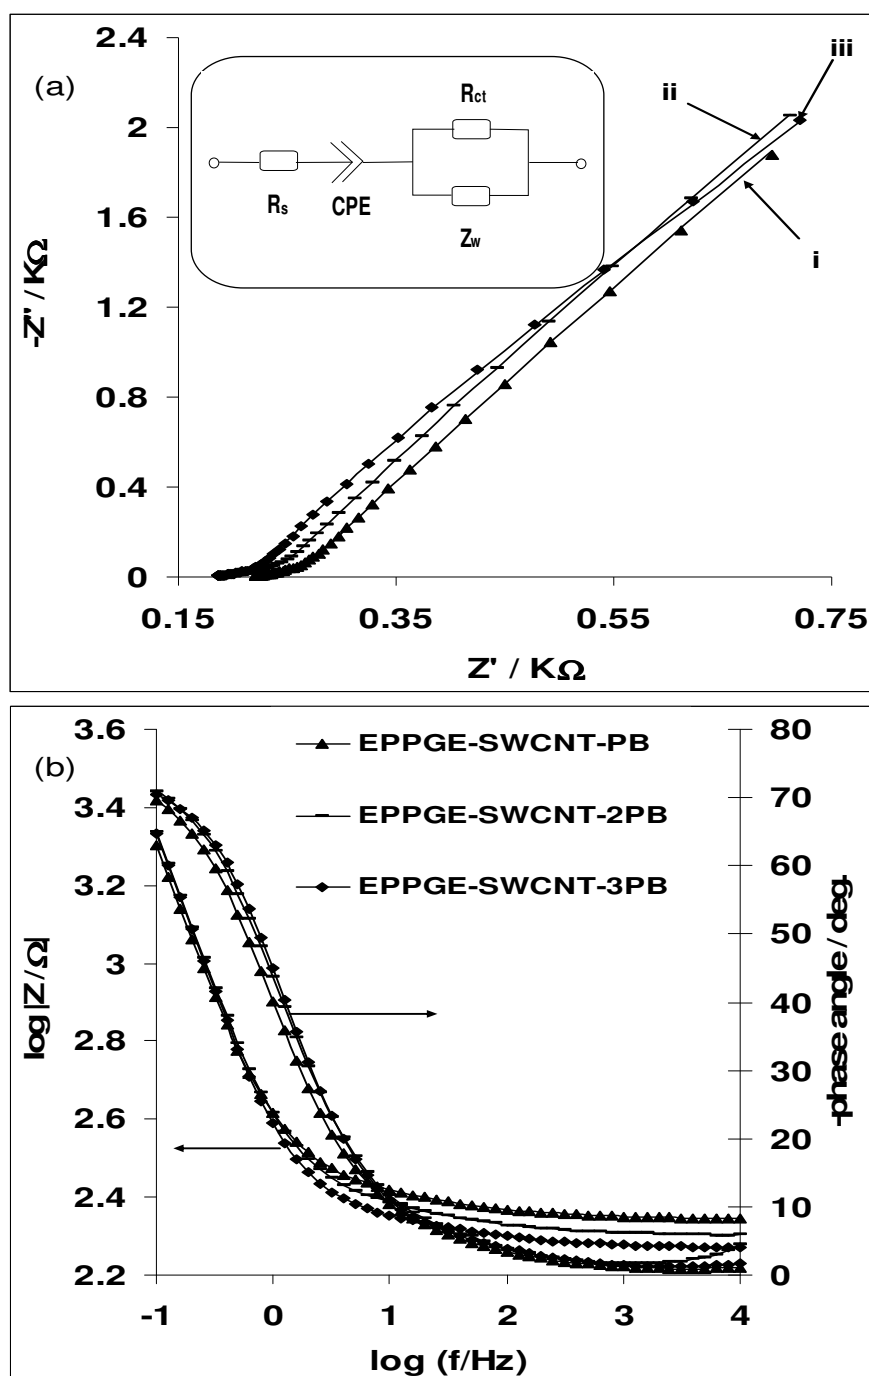 2.4
(a)
iii
ii
R_ct
2
R_s
CPE
Z_w
1.6
i
-Z" / KΩ
1.2
0.8
0.4
0
0.15
0.35
0.55
0.75
Z' / KΩ
3.6
80
(b)
EPPGE-SWCNT-PB
3.4
70
EPPGE-SWCNT-2PB
60
3.2
EPPGE-SWCNT-3PB
50
log |Z/Ω|
3
40
-phase angle / deg.
2.8
30
2.6
20
2.4
10
2.2
0
-1
0
1
2
3
4
log (f/Hz)